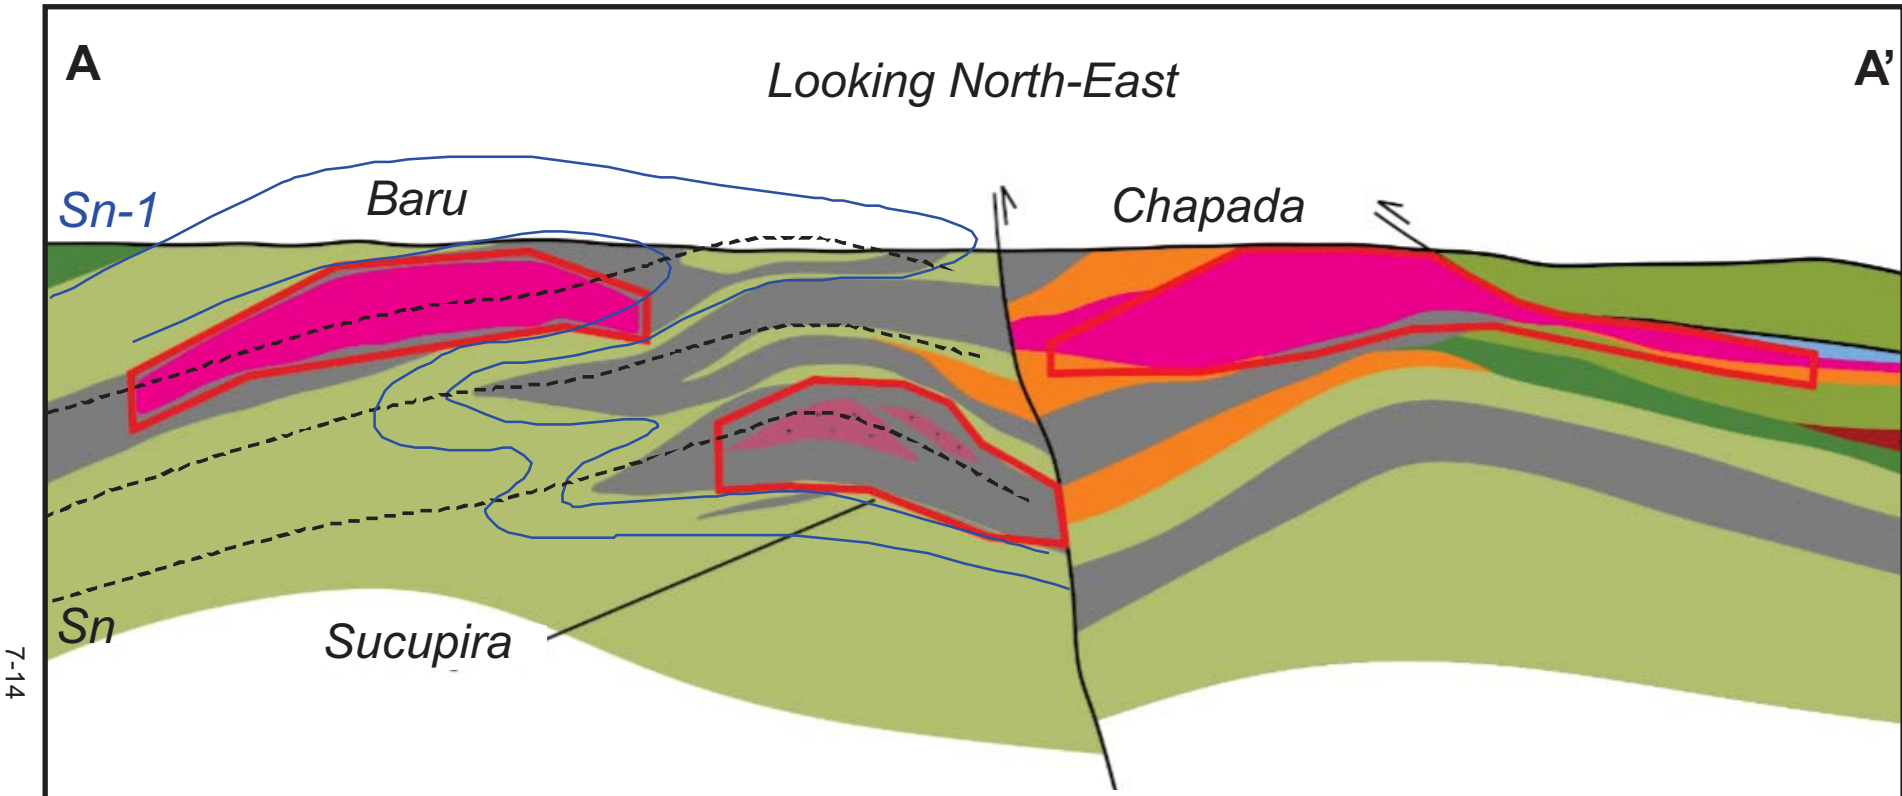 A
A'
Looking North-East
Sn-1
Baru
Chapada
Sn
Sucupira
7-14